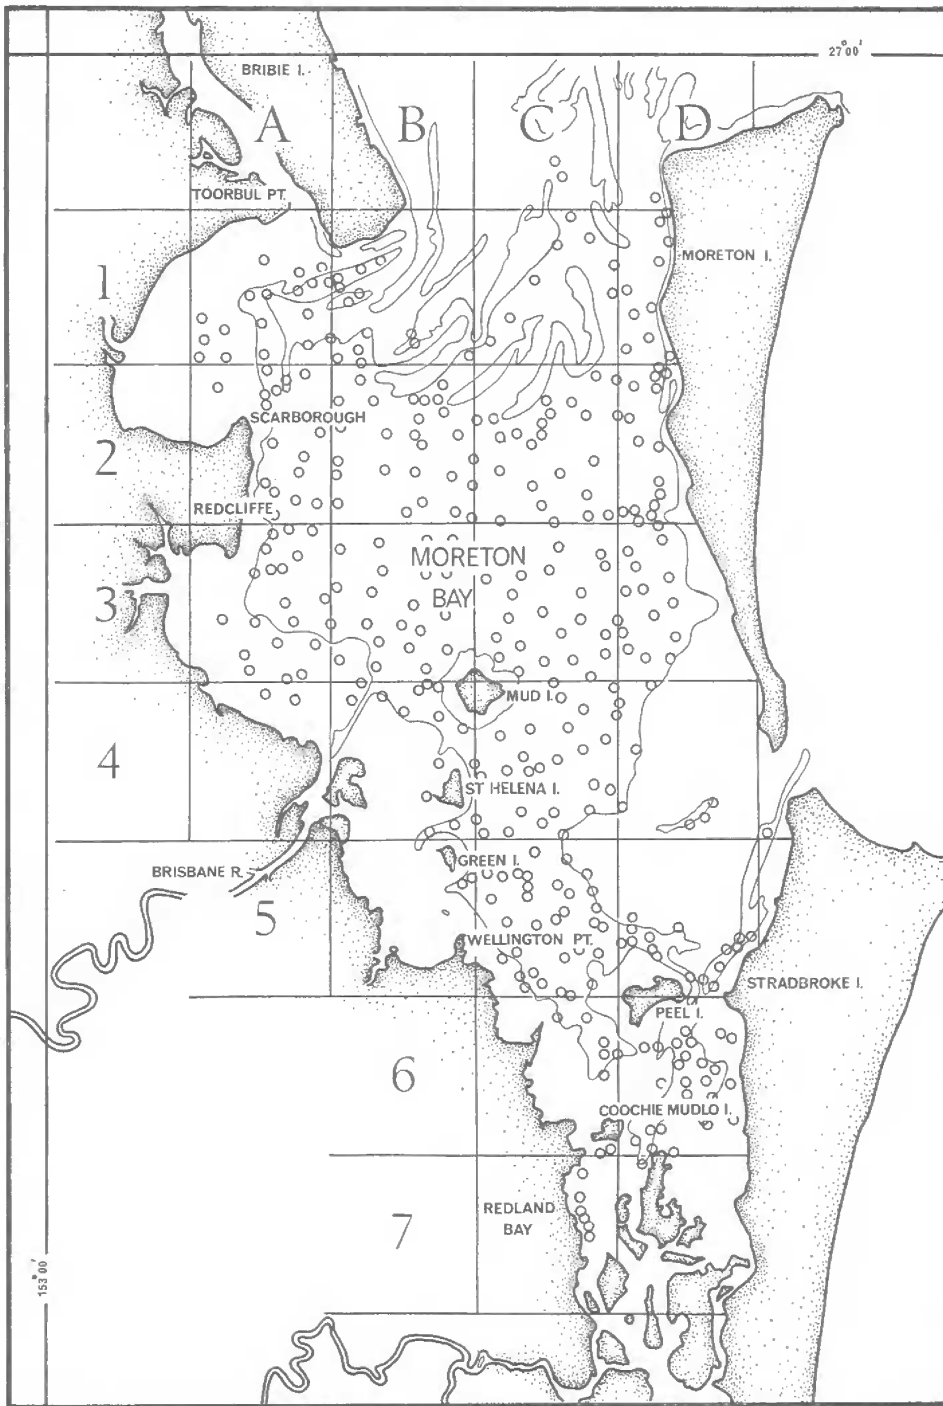 27°00'
BRIBIE I.
A
B
C
D
TOORBUL PT.
MORETON I.
1
SCARBOROUGH
2
REDCLIFFE
MORETON
BAY
3
MUD I.
4
ST HELENA I.
GREEN I.
BRISBANE R.
5
WELLINGTON PT.
STRADBROKE I.
PEEL I.
6
COOCHIE MUDLO I.
REDLAND
BAY
7
153°00'